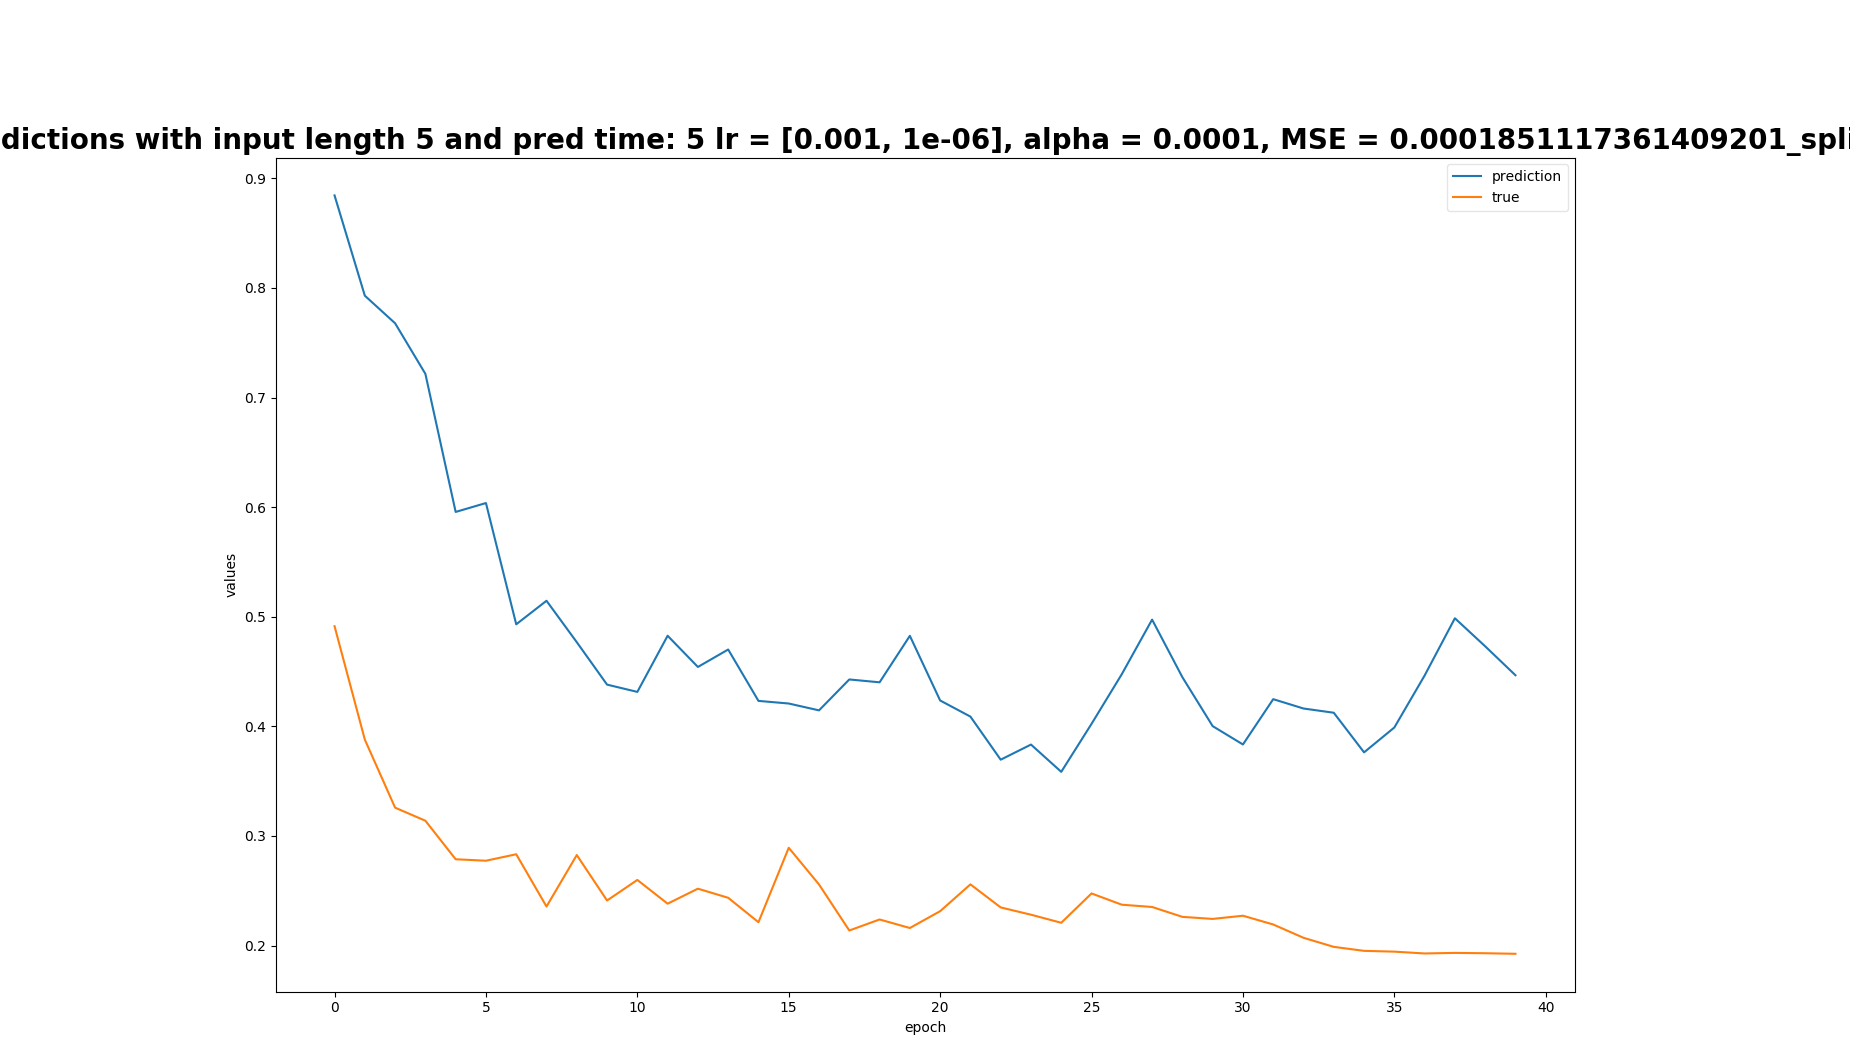 dictions with input length 5 and pred time: 5 lr = [0.001, 1e-06], alpha = 0.0001, MSE = 0.0001851117361409201_spli
prediction
true
0.9
0.8
0.7
0.6
0.5
0.4
0.3
0.2
values
0 5 10 15 20 25 30 35 40
epoch